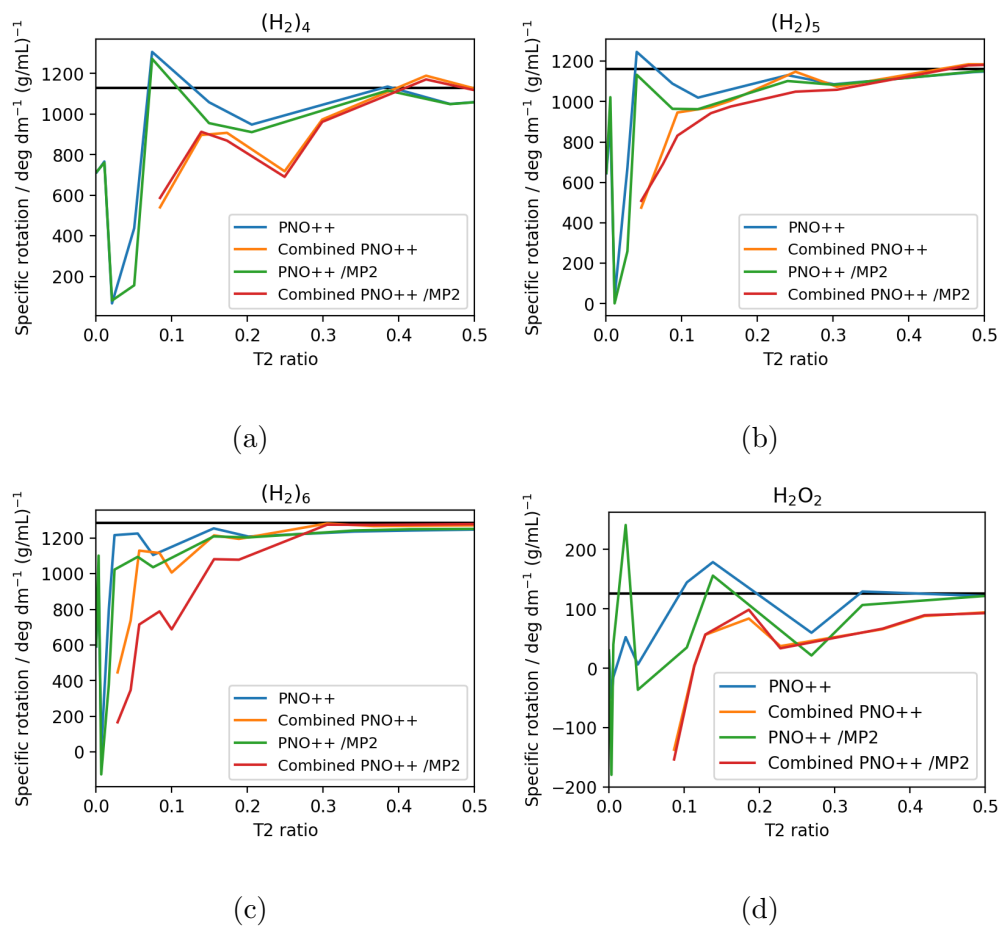 (H₂)₄
Specific rotation / deg dm⁻¹ (g/mL)⁻¹
1200
1000
800
600
400
200
0.0 0.1 0.2 0.3 0.4 0.5
T2 ratio
PNO++
Combined PNO++
PNO++ /MP2
Combined PNO++ /MP2
(a)
(H₂)₅
Specific rotation / deg dm⁻¹ (g/mL)⁻¹
1200
1000
800
600
400
200
0
0.0 0.1 0.2 0.3 0.4 0.5
T2 ratio
PNO++
Combined PNO++
PNO++ /MP2
Combined PNO++ /MP2
(b)
(H₂)₆
Specific rotation / deg dm⁻¹ (g/mL)⁻¹
1200
1000
800
600
400
200
0
0.0 0.1 0.2 0.3 0.4 0.5
T2 ratio
PNO++
Combined PNO++
PNO++ /MP2
Combined PNO++ /MP2
(c)
H₂O₂
Specific rotation / deg dm⁻¹ (g/mL)⁻¹
200
100
0
−100
−200
0.0 0.1 0.2 0.3 0.4 0.5
T2 ratio
PNO++
Combined PNO++
PNO++ /MP2
Combined PNO++ /MP2
(d)